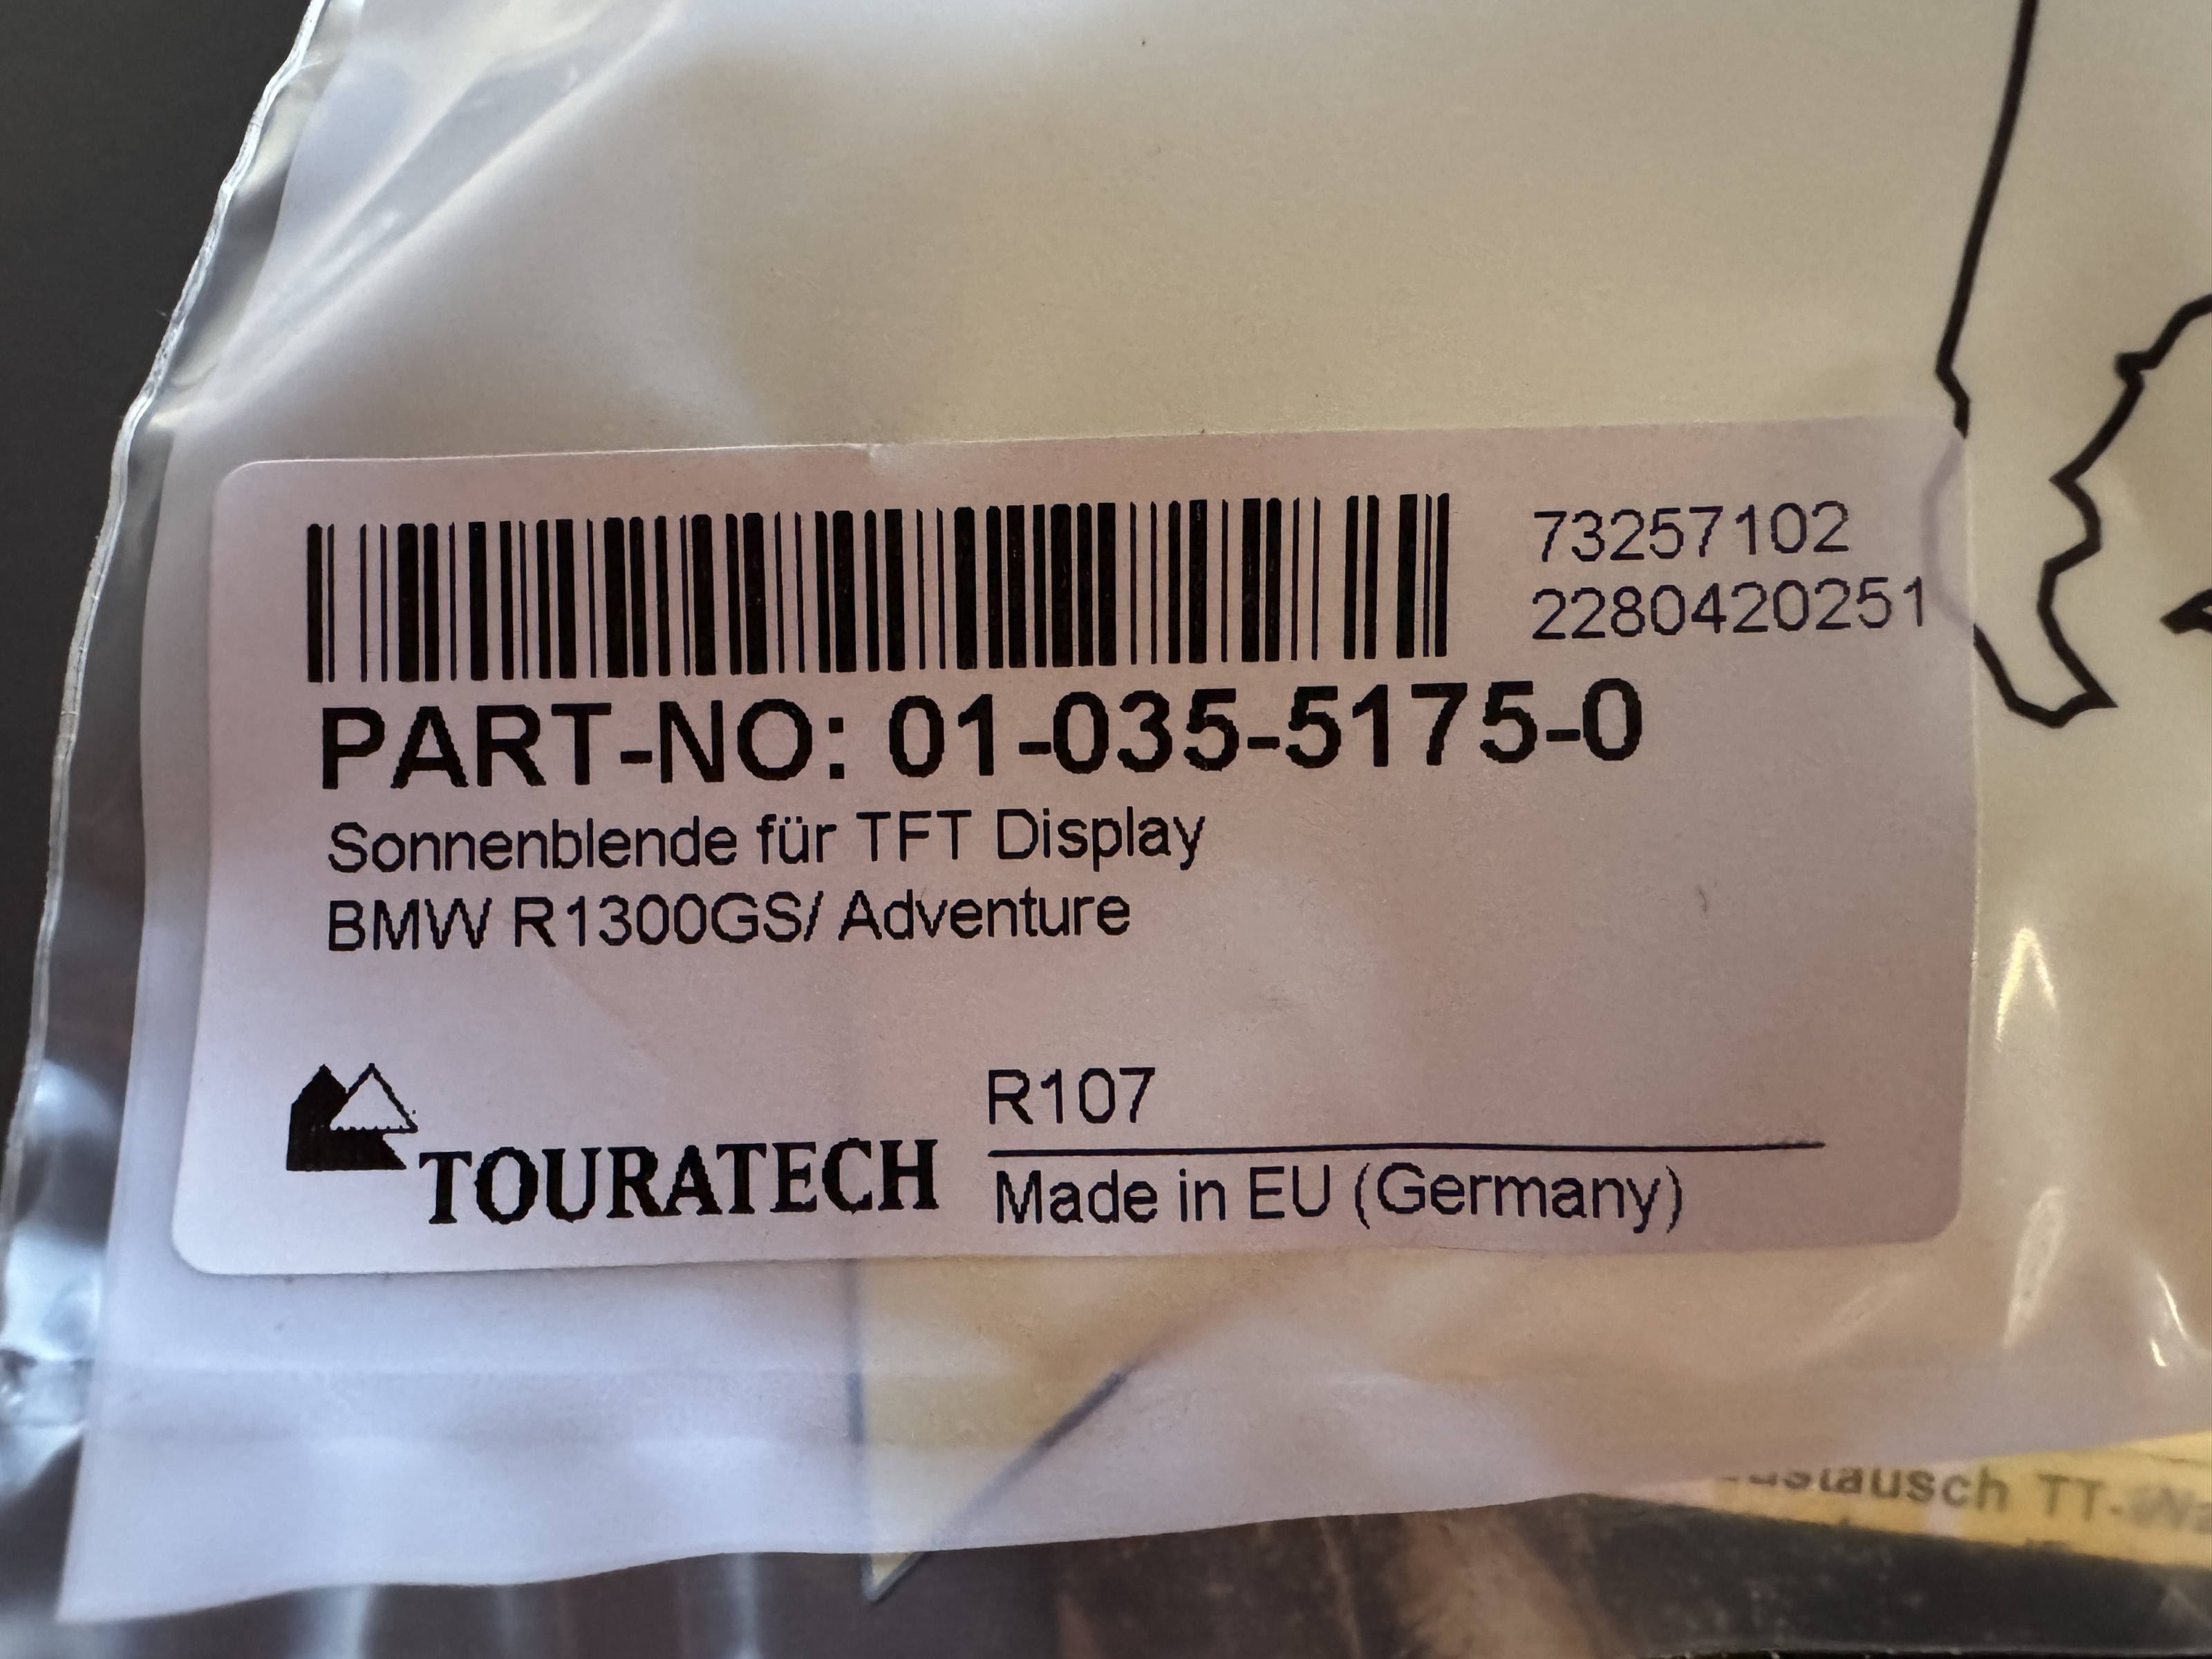 73257102
2280420251
PART-NO: 01-035-5175-0
Sonnenblende für TFT Display
BMW R1300GS/ Adventure
R107
TOURATECH
Made in EU (Germany)
TT-